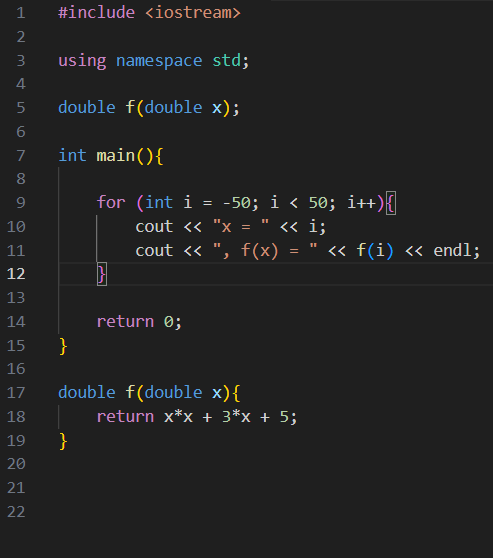 1 #include <iostream>
2
3 using namespace std;
4
5 double f(double x);
6
7 int main(){
8
9     for (int i = -50; i < 50; i++){
10         cout << "x = " << i;
11         cout << ", f(x) = " << f(i) << endl;
12     }
13
14     return 0;
15 }
16
17 double f(double x){
18     return x*x + 3*x + 5;
19 }
20
21
22